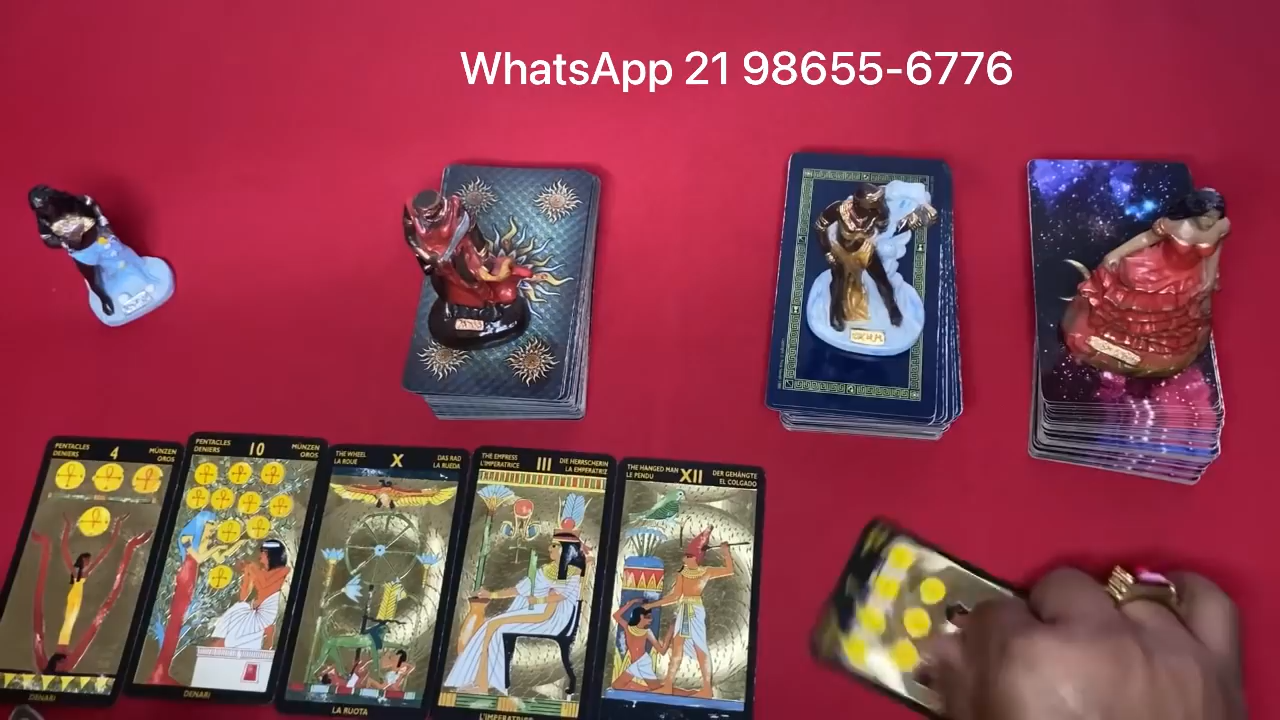 WhatsApp 21 98655-6776
PENTACLES
DENIERS
4
MÜNZEN
OROS
PENTACLES
DENIERS
10
MÜNZEN
OROS
DENARI
THE WHEEL
LA ROUE
X
DAS RAD
LA RUEDA
LA RUOTA
THE EMPRESS
L'IMPERATRICE
III
DIE HERRSCHERIN
LA EMPERATRIZ
L'IMPERATRICE
THE HANGED MAN
LE PENDU
XII
DER GEHÄNGTE
EL COLGADO